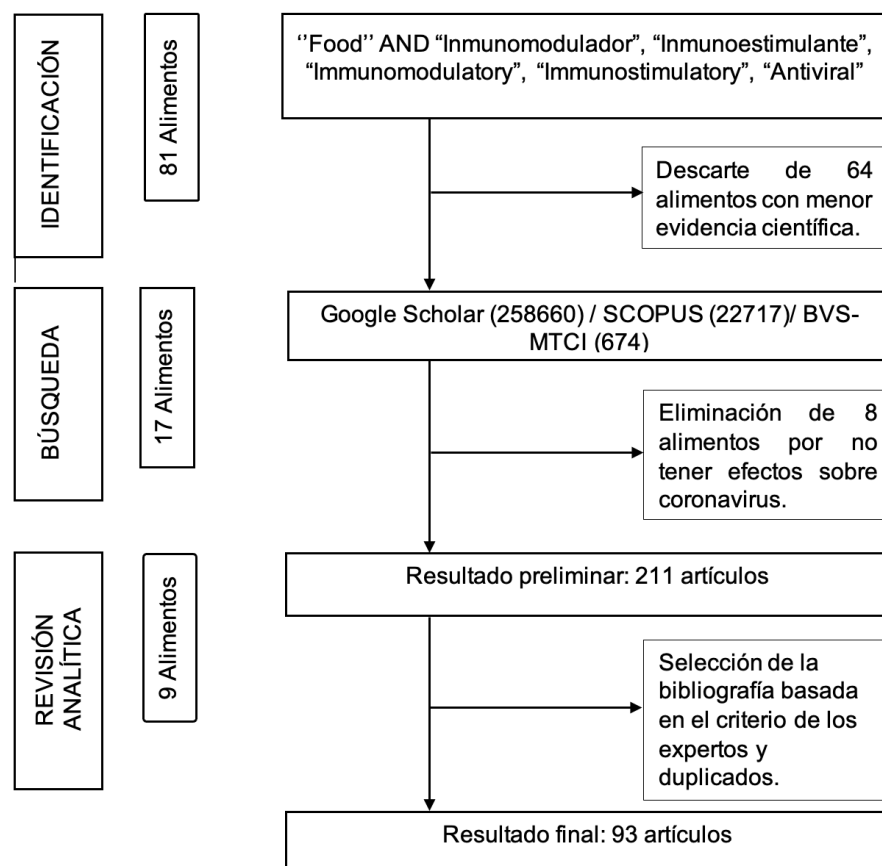 IDENTIFICACIÓN
81 Alimentos
‘’Food’’ AND “Inmunomodulador”, “Inmunoestimulante”,
“Immunomodulatory”, “Immunostimulatory”, “Antiviral”
Descarte de 64
alimentos con menor
evidencia científica.
BÚSQUEDA
17 Alimentos
Google Scholar (258660) / SCOPUS (22717)/ BVS-
MTCI (674)
Eliminación de 8
alimentos por no
tener efectos sobre
coronavirus.
REVISIÓN
ANALÍTICA
9 Alimentos
Resultado preliminar: 211 artículos
Selección de la
bibliografía basada
en el criterio de los
expertos y
duplicados.
Resultado final: 93 artículos